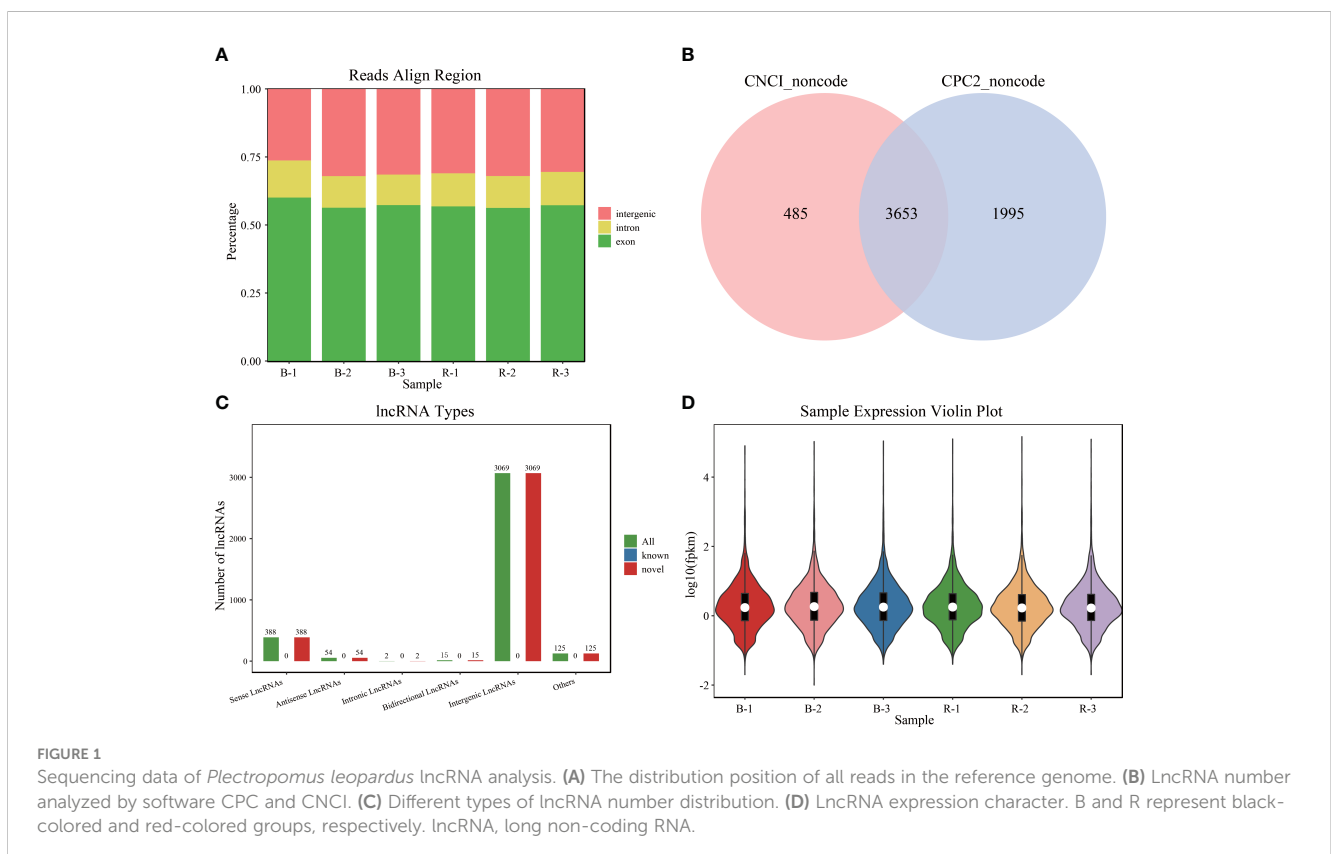 A
Reads Align Region
Percentage
1.00
0.75
0.50
0.25
0.00
B-1 B-2 B-3 R-1 R-2 R-3
Sample
intergenic
intron
exon
B
CNCI_noncode CPC2_noncode
485 3653 1995
C
lncRNA Types
Number of lncRNAs
3000
2000
1000
0
388 0 388 54 0 54 2 0 2 15 0 15 3069 0 3069 125 0 125
Sense LncRNAs Antisense LncRNAs Intronic LncRNAs Bidirectional LncRNAs Intergenic LncRNAs Others
All
known
novel
D
Sample Expression Violin Plot
log10(fpkm)
4
2
0
-2
B-1 B-2 B-3 R-1 R-2 R-3
Sample
FIGURE 1
Sequencing data of Plectropomus leopardus lncRNA analysis. (A) The distribution position of all reads in the reference genome. (B) LncRNA number
analyzed by software CPC and CNCI. (C) Different types of lncRNA number distribution. (D) LncRNA expression character. B and R represent black-
colored and red-colored groups, respectively. lncRNA, long non-coding RNA.